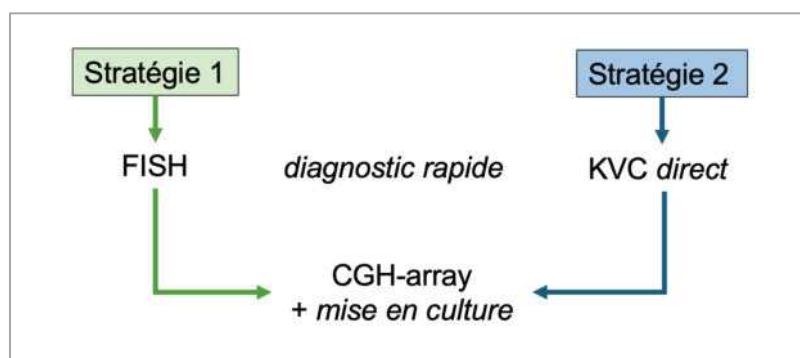 Stratégie 1
Stratégie 2
FISH
diagnostic rapide
KVC direct
CGH-array
+ mise en culture